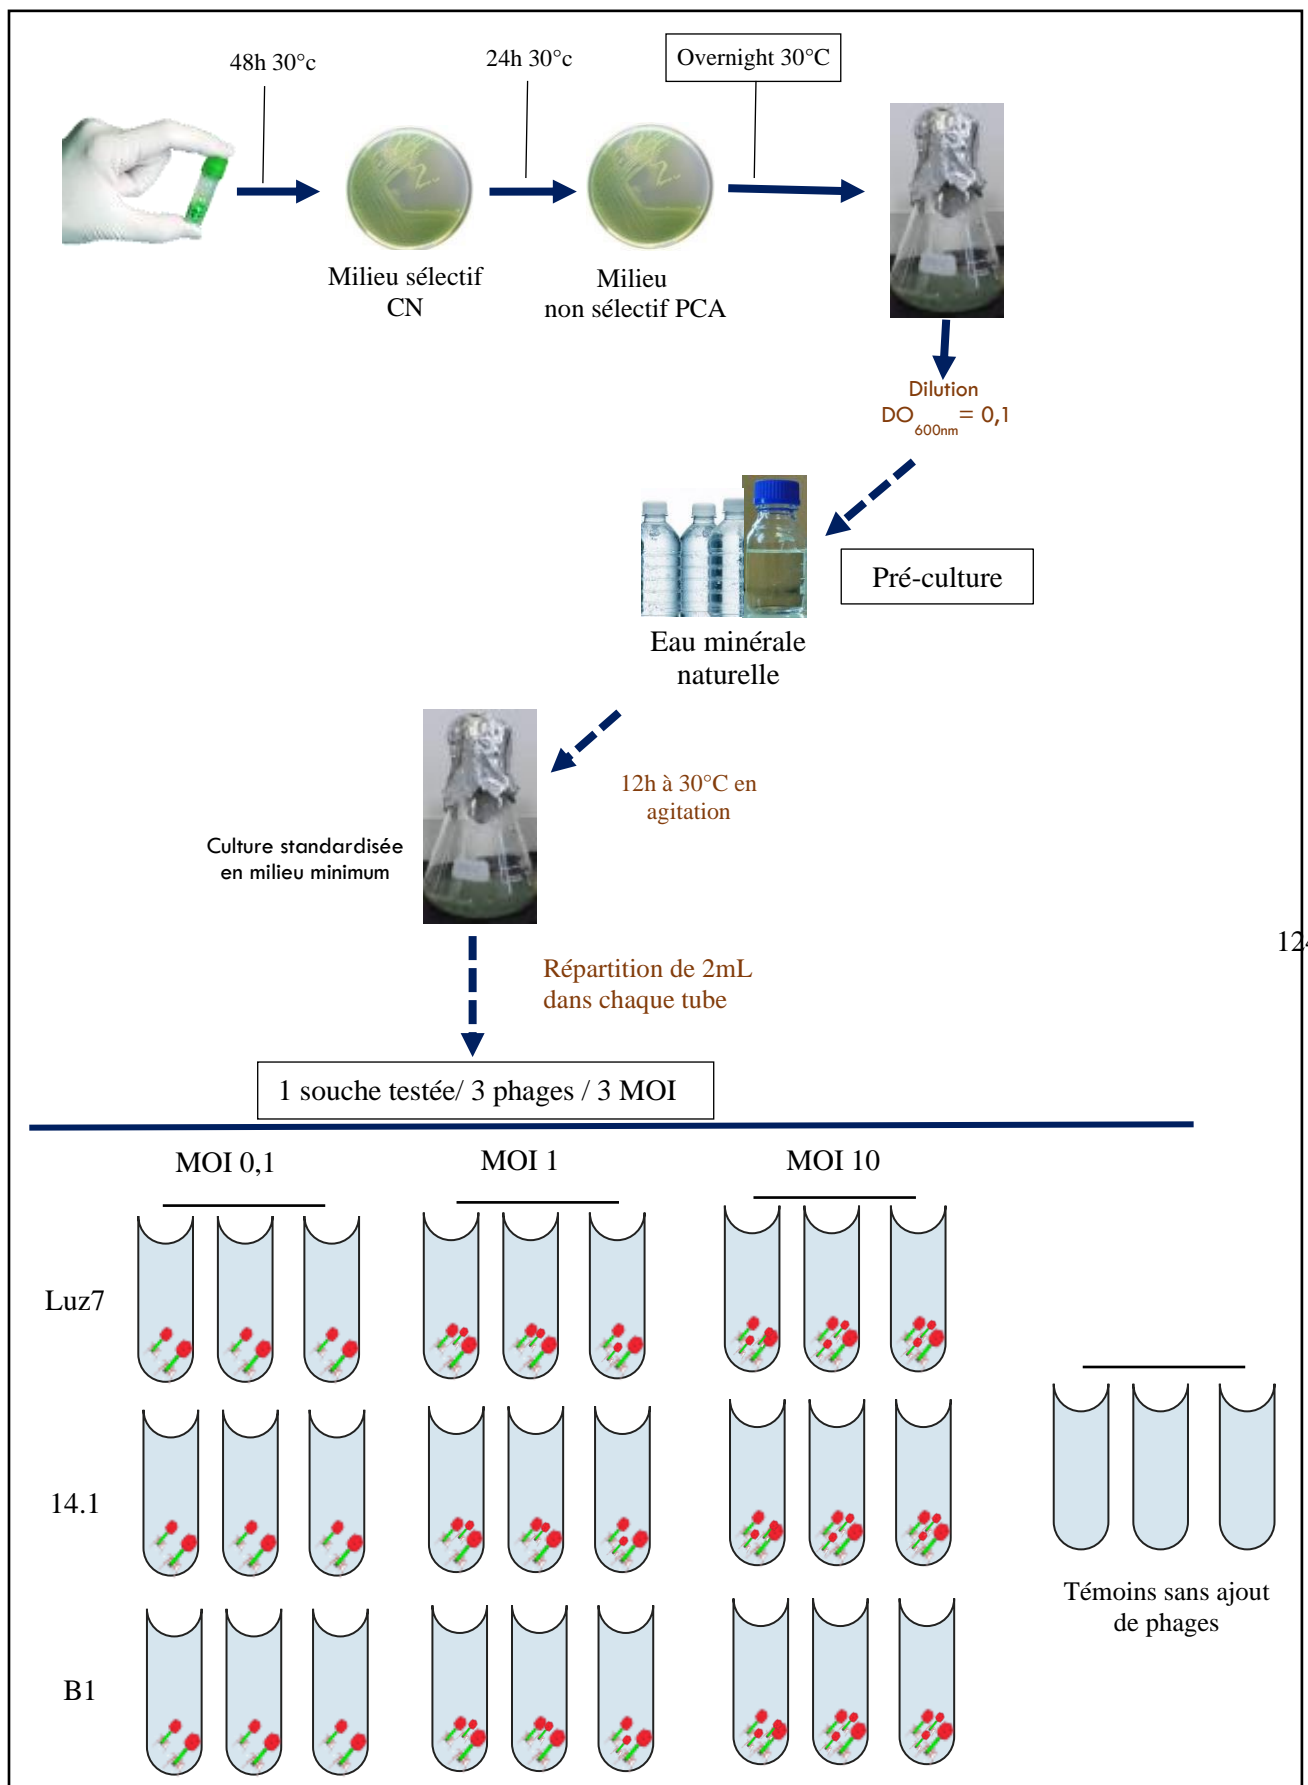 48h 30°c
24h 30°c
Overnight 30°C
Milieu sélectif
CN
Milieu
non sélectif PCA
Dilution
DO600nm= 0,1
Pré-culture
Eau minérale
naturelle
12h à 30°C en
agitation
Culture standardisée
en milieu minimum
124
Répartition de 2mL
dans chaque tube
1 souche testée/ 3 phages / 3 MOI
MOI 0,1
MOI 1
MOI 10
Luz7
14.1
Témoins sans ajout
de phages
B1